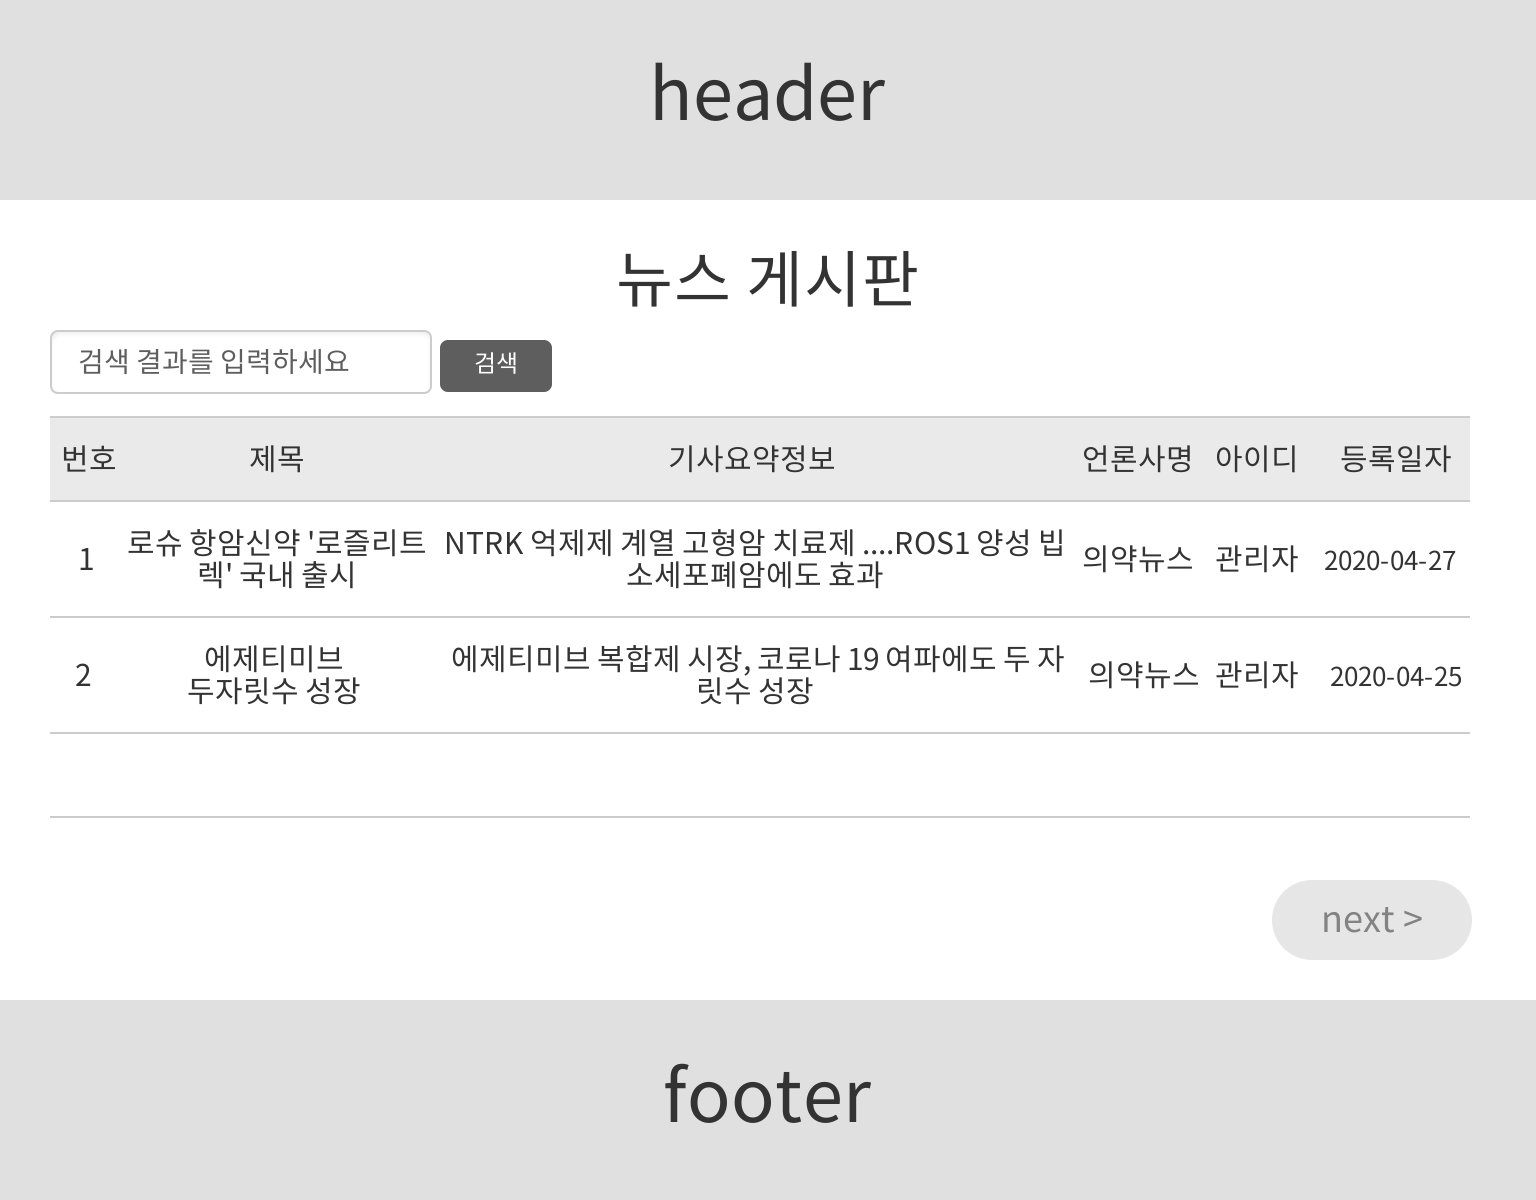 header
뉴스 게시판
검색 결과를 입력하세요 검색
번호 제목 기사요약정보 언론사명 아이디 등록일자
1 로슈 항암신약 '로즐리트 NTRK 억제제 계열 고형암 치료제 ....ROS1 양성 빕 의약뉴스 관리자 2020-04-27
렉' 국내 출시 소세포폐암에도 효과
2 에제티미브 에제티미브 복합제 시장, 코로나 19 여파에도 두 자 의약뉴스 관리자 2020-04-25
두자릿수 성장 릿수 성장
next >
footer